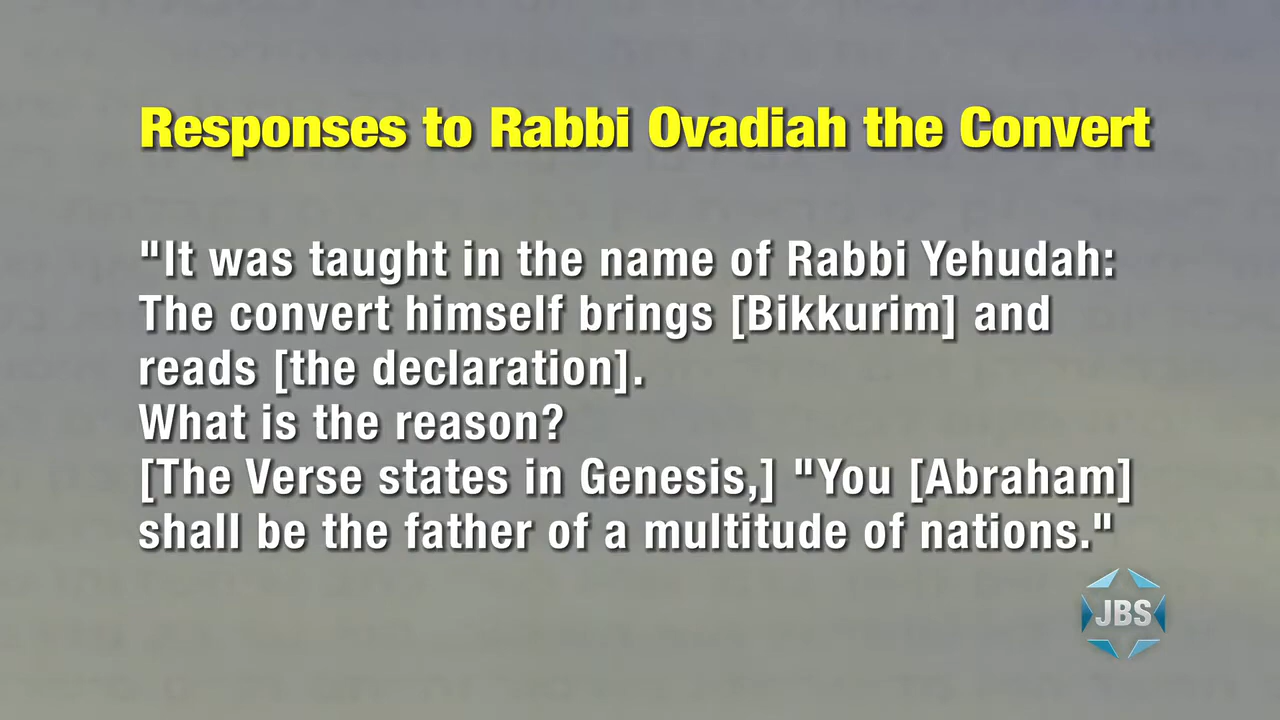 Responses to Rabbi Ovadiah the Convert
"It was taught in the name of Rabbi Yehudah:
The convert himself brings [Bikkurim] and
reads [the declaration].
What is the reason?
[The Verse states in Genesis,] "You [Abraham]
shall be the father of a multitude of nations."
JBS